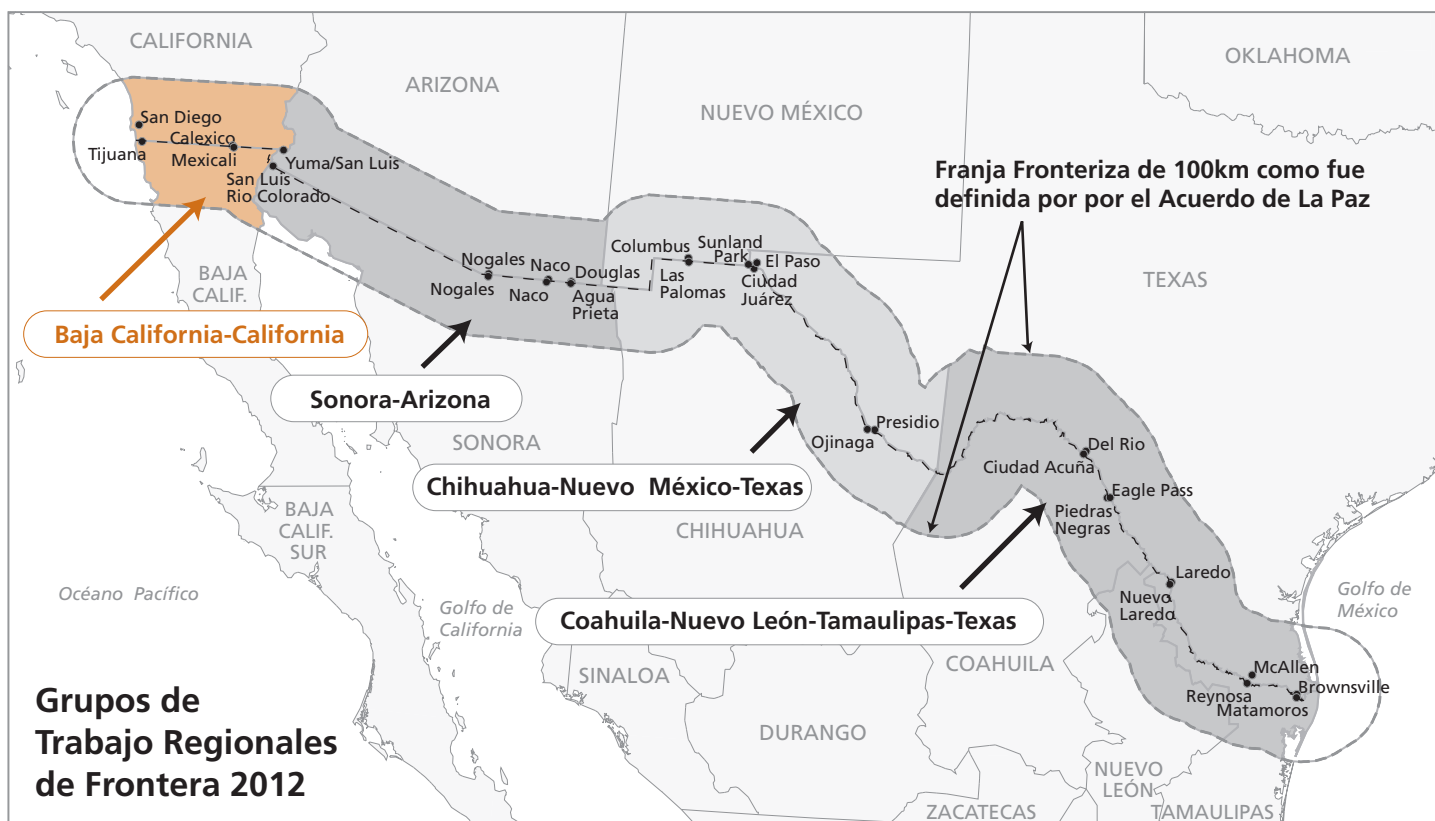 CALIFORNIA
ARIZONA
NUEVO MÉXICO
OKLAHOMA
TEXAS
San Diego
Calexico
Tijuana
Mexicali
Yuma/San Luis
San Luis
Rio Colorado
Franja Fronteriza de 100km como fue
definida por por el Acuerdo de La Paz
Nogales
Nogales
Naco
Naco
Douglas
Agua
Prieta
Columbus
Las
Palomas
Sunland
Park
El Paso
Ciudad
Juárez
BAJA
CALIF.
Baja California-California
Sonora-Arizona
SONORA
Presidio
Ojinaga
Chihuahua-Nuevo México-Texas
CHIHUAHUA
Del Rio
Ciudad Acuña
Eagle Pass
Piedras
Negras
BAJA
CALIF.
SUR
Laredo
Nuevo
Laredo
Océano Pacífico
Golfo de
California
Golfo de
México
Coahuila-Nuevo León-Tamaulipas-Texas
COAHUILA
SINALOA
McAllen
Reynosa
Brownsville
Matamoros
DURANGO
NUEVO
LEÓN
ZACATECAS
TAMAULIPAS
Grupos de
Trabajo Regionales
de Frontera 2012